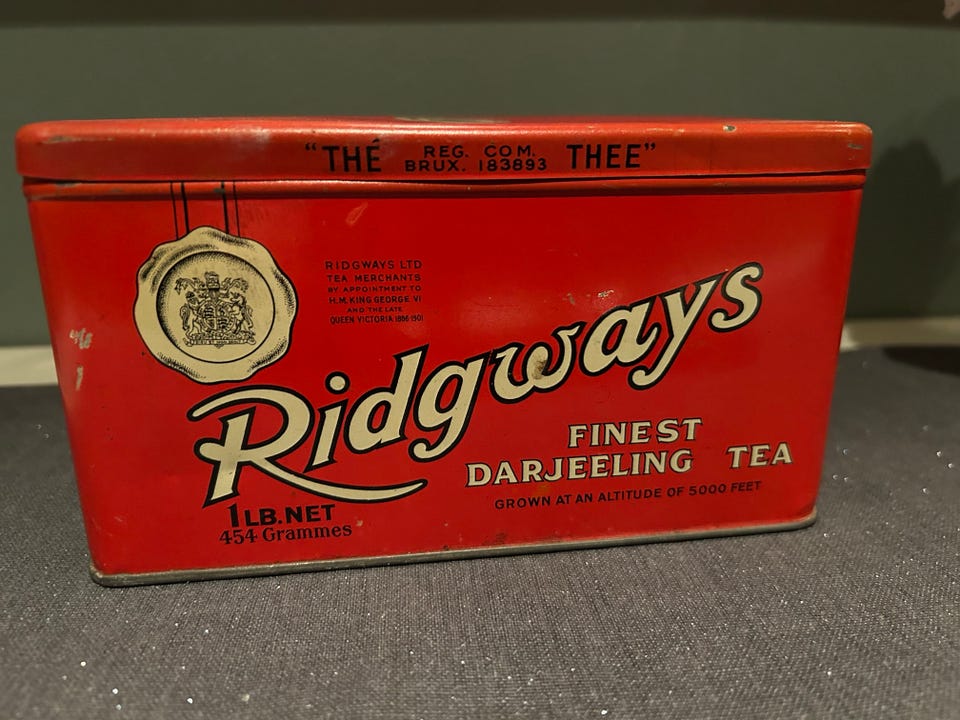 "THÉ REG. COM. THEE"
BRUX. 183893
RIDGWAYS LTD
TEA MERCHANTS
BY APPOINTMENT TO
H.M. KING GEORGE VI
AND THE LATE
QUEEN VICTORIA 1886-1901
Ridgways
FINEST
DARJEELING TEA
GROWN AT AN ALTITUDE OF 5000 FEET
1 LB. NET
454 Grammes